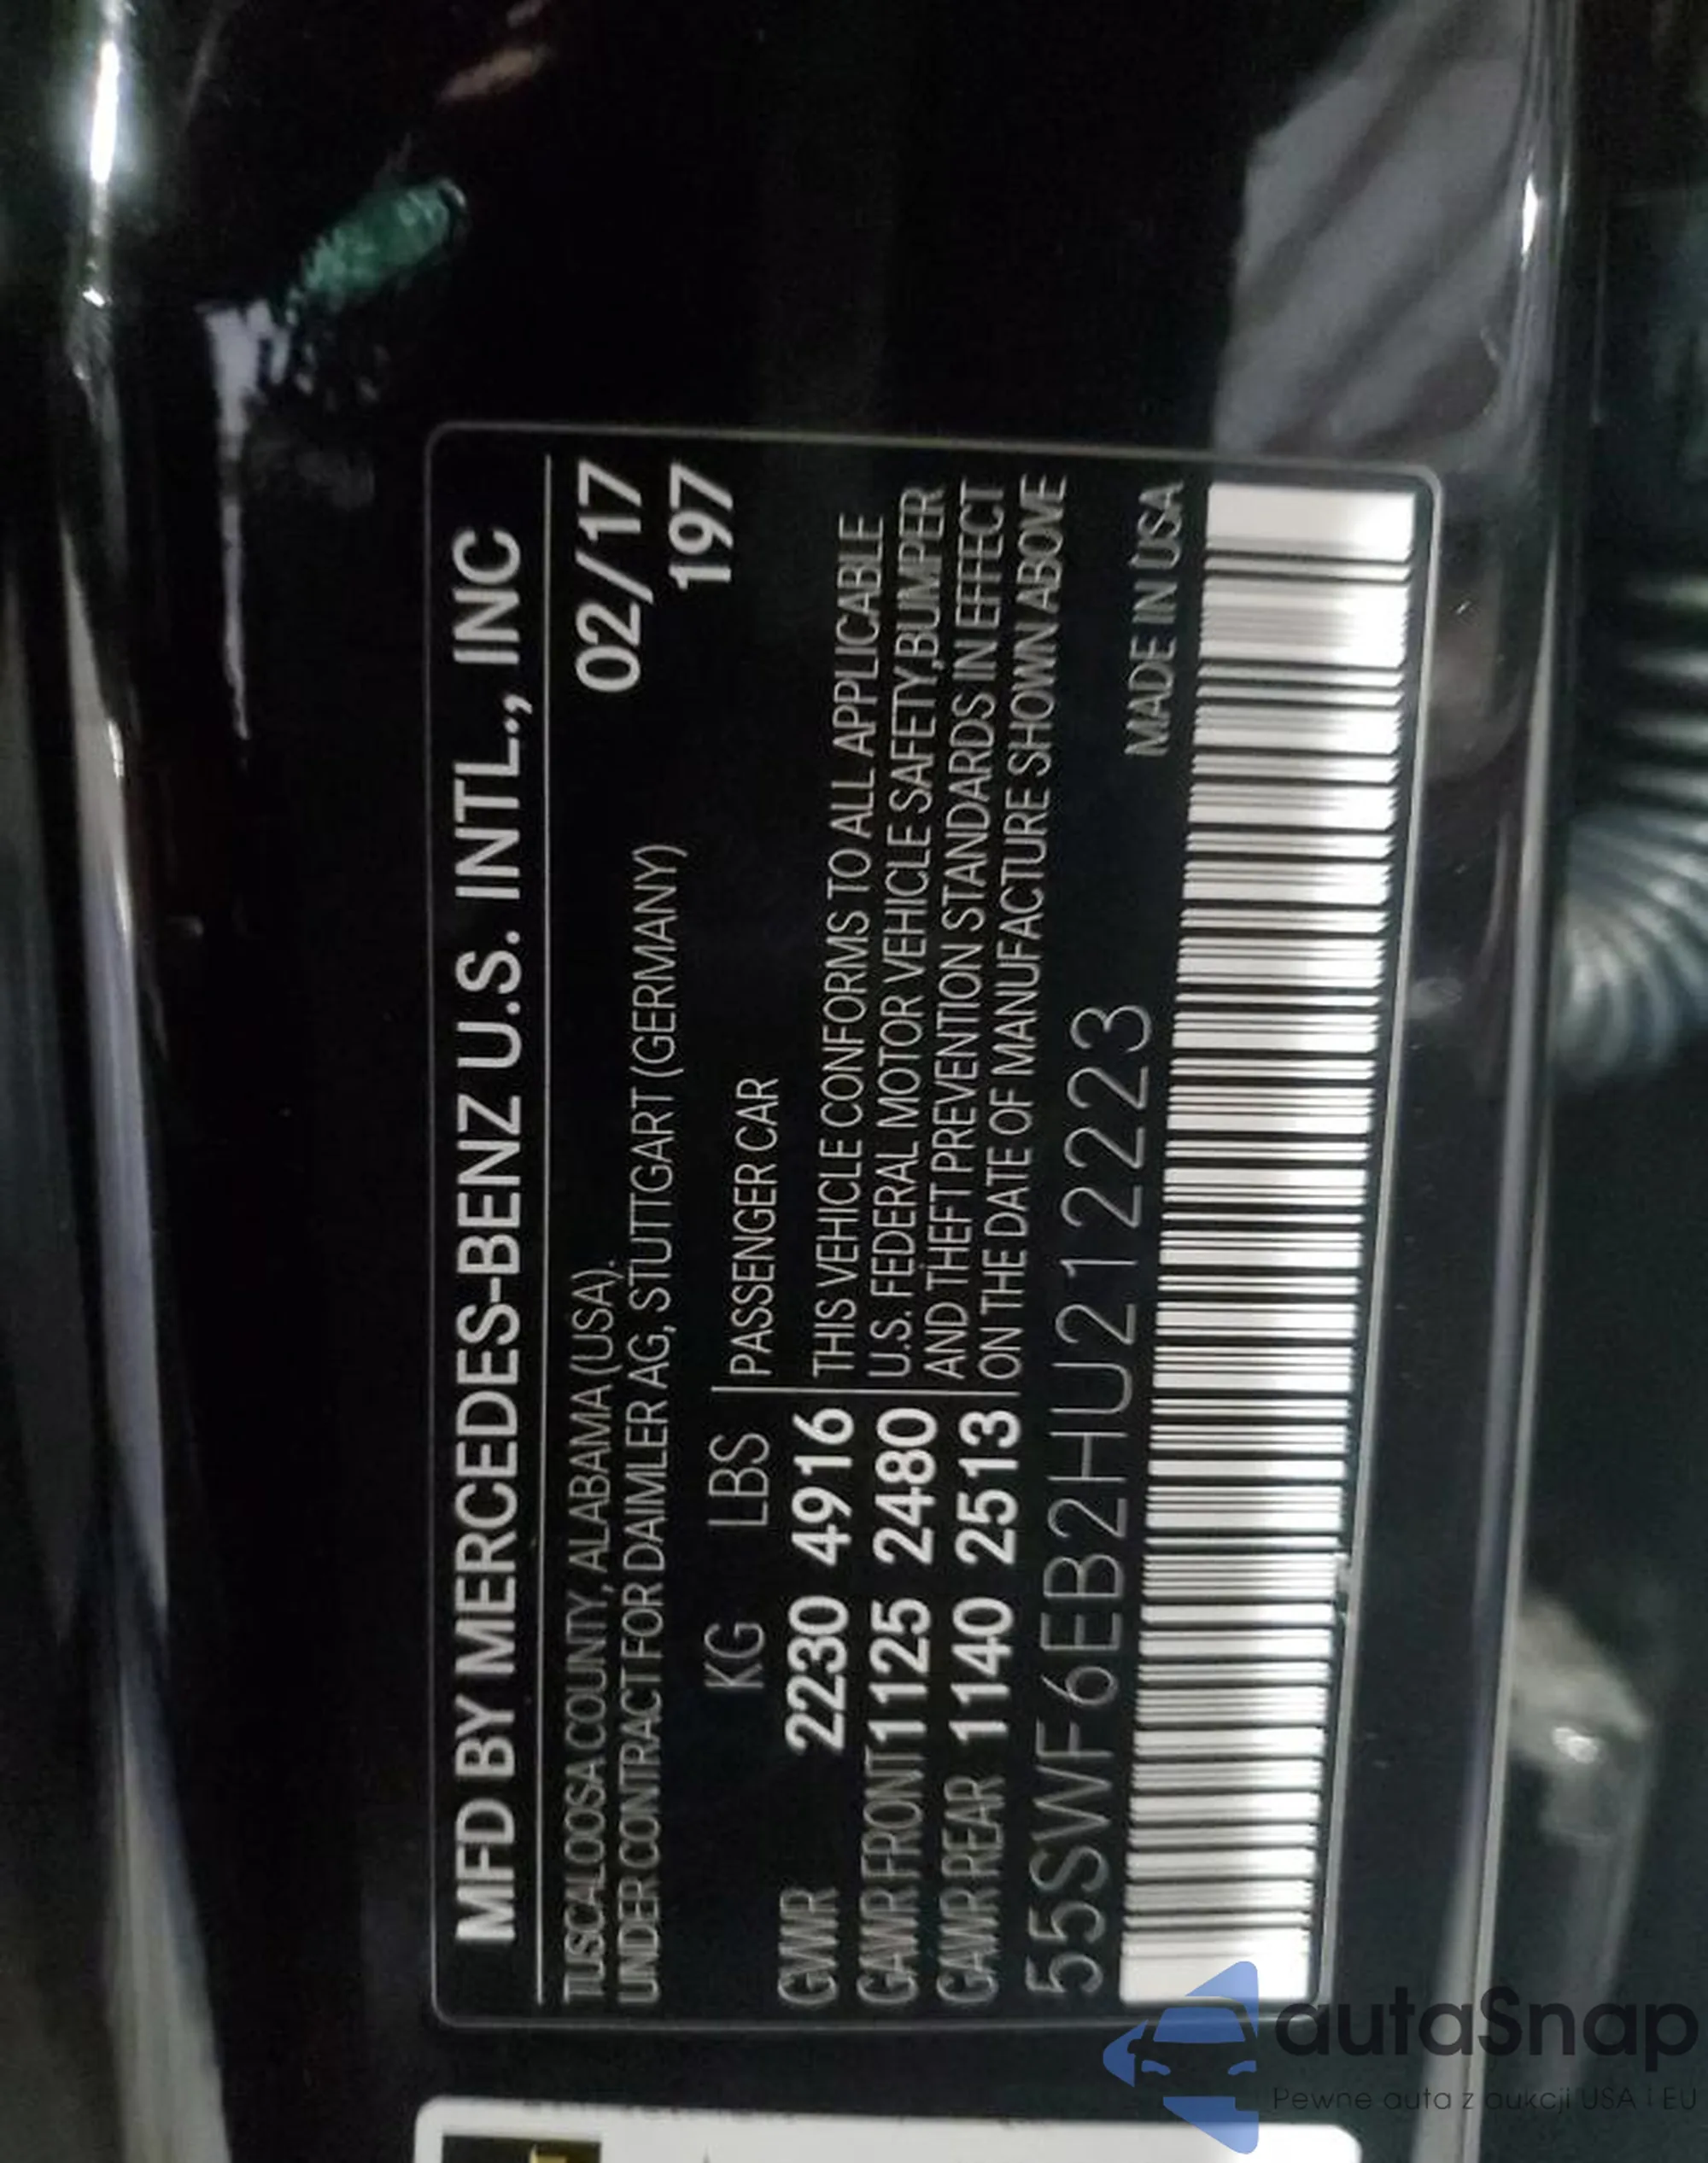 MFD BY MERCEDES-BENZ U.S. INTL., INC
TUSCALOOSA COUNTY, ALABAMA (USA). 02/17
UNDER CONTRACT FOR DAIMLER AG, STUTTGART (GERMANY) 197
KG LBS PASSENGER CAR
GVWR 2230 4916 THIS VEHICLE CONFORMS TO ALL APPLICABLE
GAWR FRONT 1125 2480 U.S. FEDERAL MOTOR VEHICLE SAFETY,BUMPER
AND THEFT PREVENTION STANDARDS IN EFFECT
GAWR REAR 1140 2513 ON THE DATE OF MANUFACTURE SHOWN ABOVE
55SWF6EB2HU212223 MADE IN USA
autaSnap
Pewne auta z aukcji USA i EU